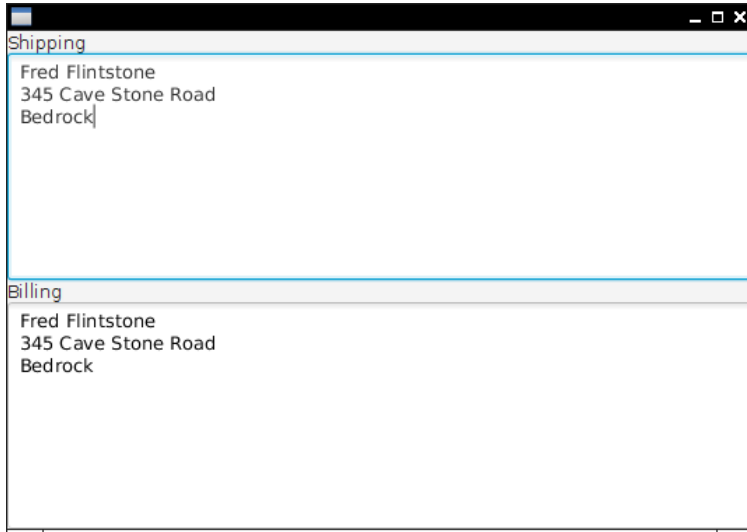 Shipping
Fred Flintstone
345 Cave Stone Road
Bedrock
Billing
Fred Flintstone
345 Cave Stone Road
Bedrock